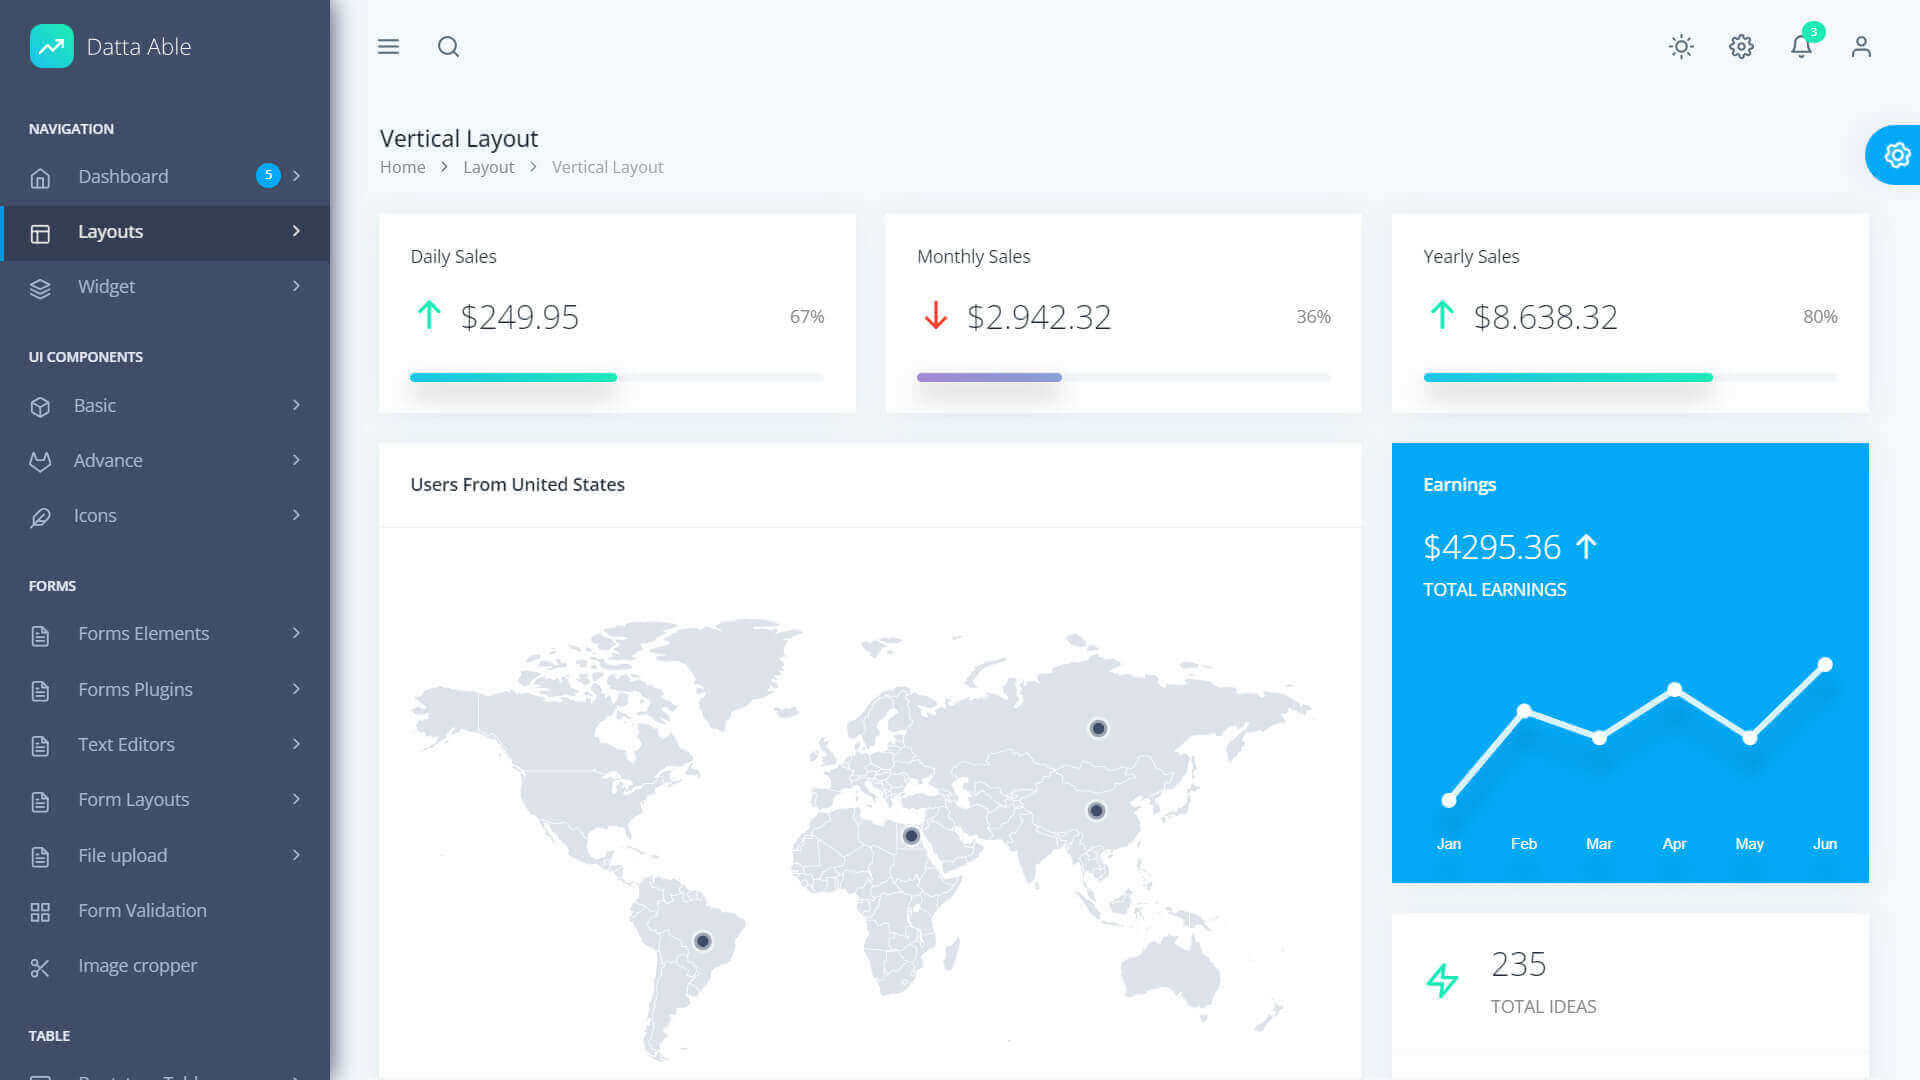 Datta Able
3
NAVIGATION
Dashboard 5
Layouts
Widget
UI COMPONENTS
Basic
Advance
Icons
FORMS
Forms Elements
Forms Plugins
Text Editors
Form Layouts
File upload
Form Validation
Image cropper
TABLE
Vertical Layout
Home > Layout > Vertical Layout
Daily Sales
$249.95 67%
Monthly Sales
$2.942.32 36%
Yearly Sales
$8.638.32 80%
Users From United States
Earnings
$4295.36
TOTAL EARNINGS
Jan Feb Mar Apr May Jun
235
TOTAL IDEAS